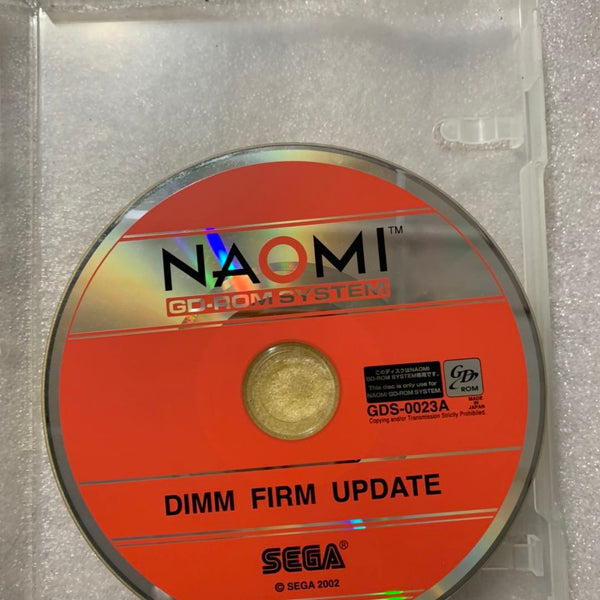 NAOMI™
GD-ROM SYSTEM
このディスクはNAOMI
GD-ROM SYSTEM専用です。
This disc is only use for
NAOMI GD-ROM SYSTEM
GD
ROM
GDS-0023A
MADE
IN
JAPAN
Copying and/or Transmission Strictly Prohibited.
DIMM FIRM UPDATE
SEGA®
© SEGA 2002